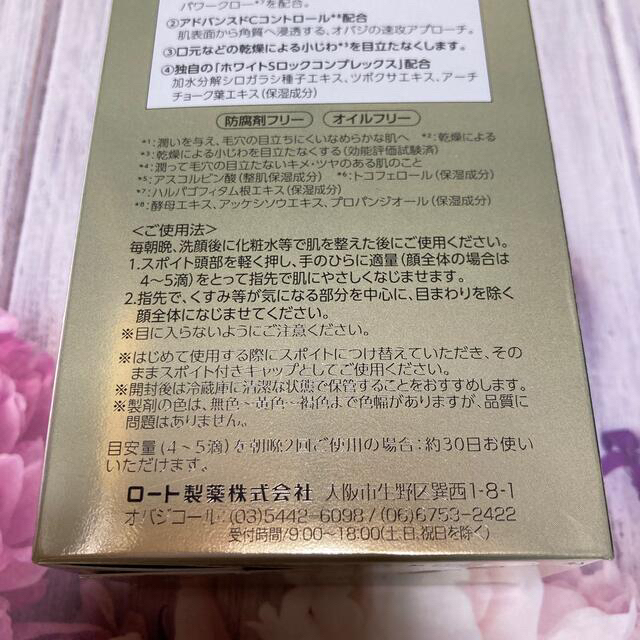 パワークロー*⁷を配合。
②アドバンスドCコントロール*⁸配合
肌表面から角質へ浸透する、オバジの速攻アプローチ。
③口元などの乾燥による小じわ*³を目立たなくします。
④独自の「ホワイトSロックコンプレックス」配合
加水分解シロガラシ種子エキス、ツボクサエキス、アーチ
チョーク葉エキス(保湿成分)
防腐剤フリー オイルフリー
*¹:潤いを与え、毛穴の目立ちにくいなめらかな肌へ *²:乾燥による
*³:乾燥による小じわを目立たなくする(効能評価試験済)
*⁴:潤って毛穴の目立たないキメ・ツヤのある肌のこと
*⁵:アスコルビン酸(整肌保湿成分) *⁶:トコフェロール(保湿成分)
*⁷:ハルパゴフィタム根エキス(保湿成分)
*⁸:酵母エキス、アッケシソウエキス、プロパンジオール(保湿成分)
<ご使用法>
毎朝晩、洗顔後に化粧水等で肌を整えた後にご使用ください。
1.スポイト頭部を軽く押し、手のひらに適量(顔全体の場合は
4〜5滴)をとって指先で肌にやさしくなじませます。
2.指先で、くすみ等が気になる部分を中心に、目まわりを除く
顔全体になじませてください。
※目に入らないようにご注意ください。
※はじめて使用する際にスポイトにつけ替えていただき、その
ままスポイト付きキャップとしてご使用ください。
※開封後は冷蔵庫に清潔な状態で保管することをおすすめします。
※製剤の色は、無色〜黄色〜褐色まで色幅がありますが、品質に
問題はありません。
目安量(4〜5滴)を朝晩2回ご使用の場合:約30日お使い
いただけます。
ロート製薬株式会社 大阪市生野区巽西1-8-1
オバジコール:(03)5442-6098/(06)6753-2422
受付時間/9:00〜18:00(土、日、祝日を除く)